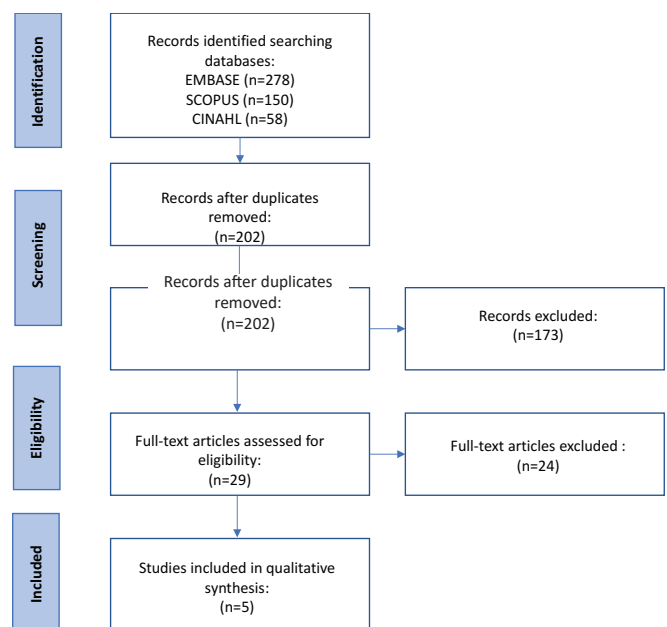 Identification
Records identified searching
databases:
EMBASE (n=278)
SCOPUS (n=150)
CINAHL (n=58)
Screening
Records after duplicates
removed:
(n=202)
Records after duplicates
removed:
(n=202)
Records excluded:
(n=173)
Eligibility
Full-text articles assessed for
eligibility:
(n=29)
Full-text articles excluded :
(n=24)
Included
Studies included in qualitative
synthesis:
(n=5)